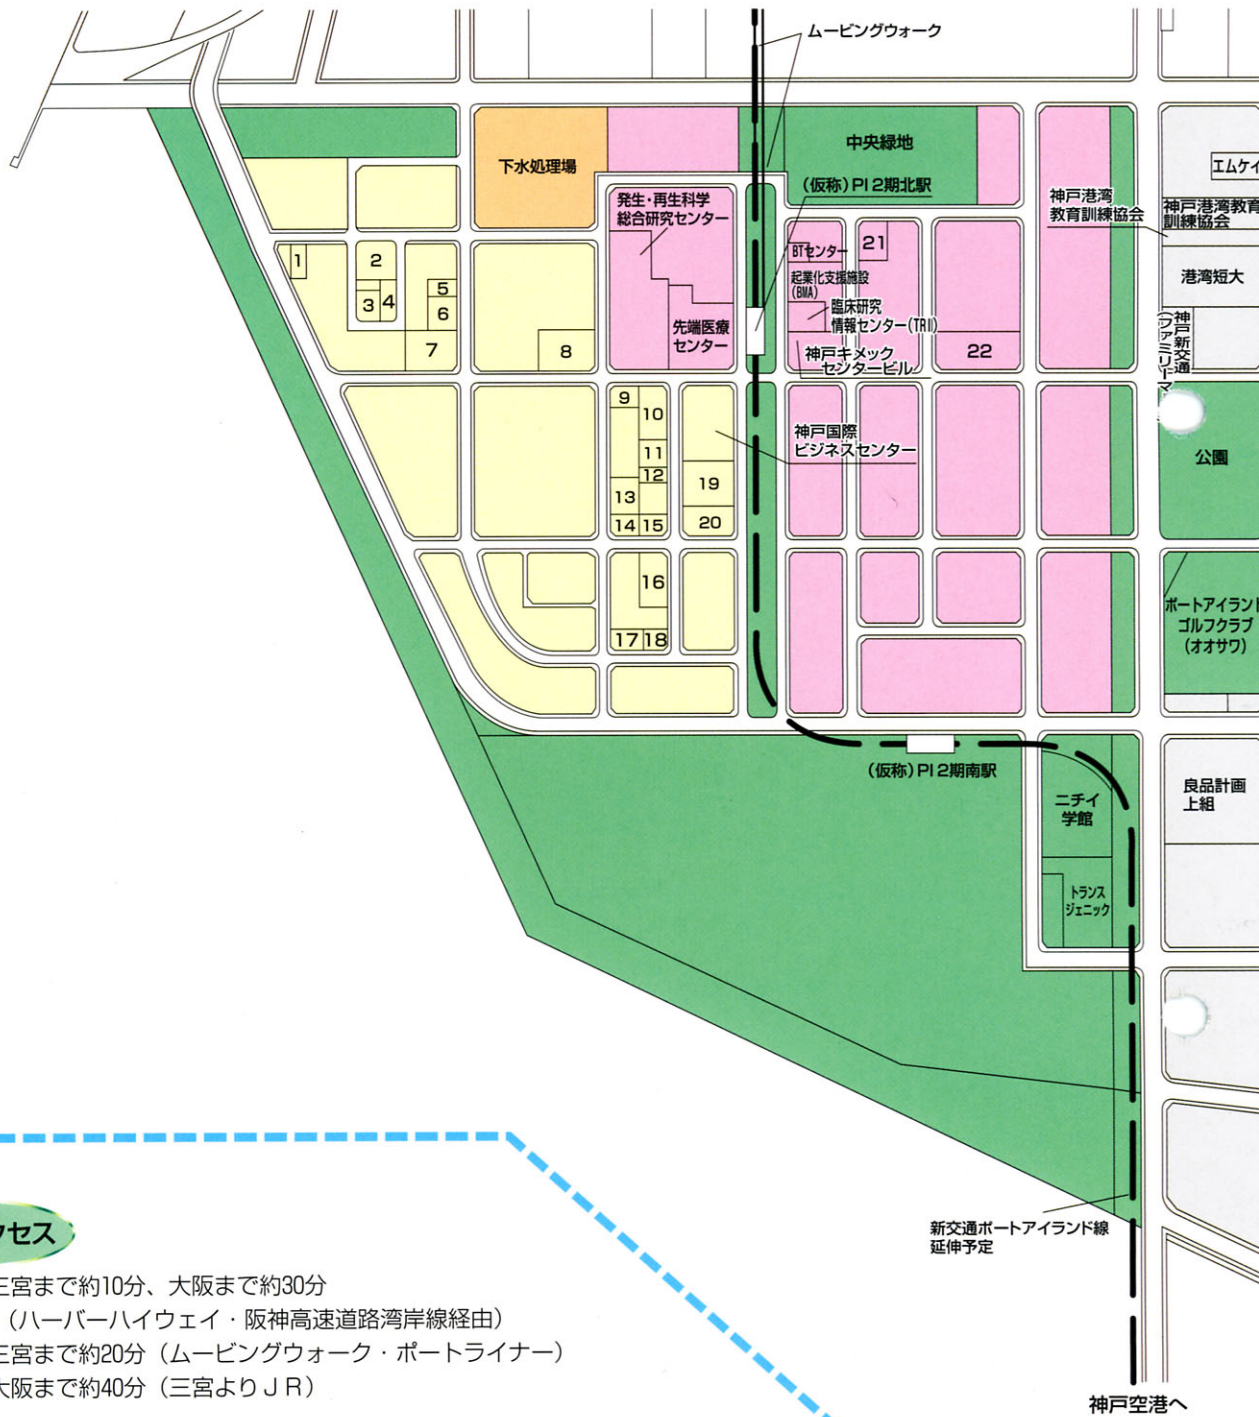 ムービングウォーク
下水処理場
中央緑地
(仮称)PI 2期北駅
エムケイ
発生・再生科学
総合研究センター
神戸港湾
教育訓練協会
神戸港湾教育
訓練協会
1
2
3
4
5
6
7
8
BTセンター
21
起業化支援施設
(BMA)
臨床研究
情報センター(TRI)
港湾短大
先端医療
センター
神戸キメック
センタービル
22
神戸新交通
(ファミリーマ
9
10
11
12
13
14
15
神戸国際
ビジネスセンター
19
20
公園
16
17
18
ポートアイランド
ゴルフクラブ
(オオサワ)
(仮称)PI 2期南駅
ニチイ
学館
良品計画
上組
トランス
ジェニック
新交通ポートアイランド線
延伸予定
クセス
三宮まで約10分、大阪まで約30分
(ハーバーハイウェイ・阪神高速道路湾岸線経由)
三宮まで約20分(ムービングウォーク・ポートライナー)
大阪まで約40分(三宮よりJR)
神戸空港へ